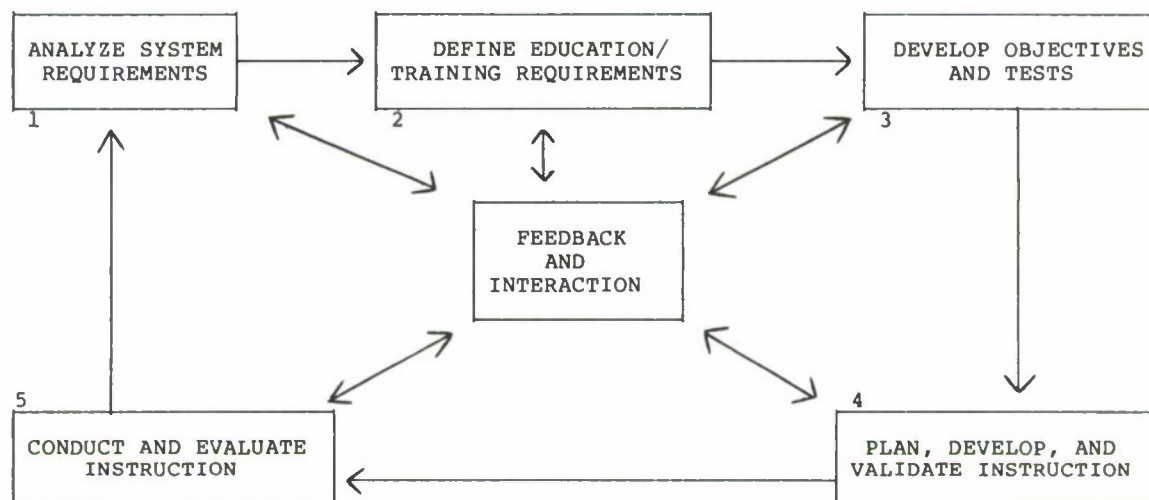 ANALYZE SYSTEM
REQUIREMENTS
1
DEFINE EDUCATION/
TRAINING REQUIREMENTS
2
DEVELOP OBJECTIVES
AND TESTS
3
FEEDBACK
AND
INTERACTION
5
CONDUCT AND EVALUATE
INSTRUCTION
4
PLAN, DEVELOP, AND
VALIDATE INSTRUCTION